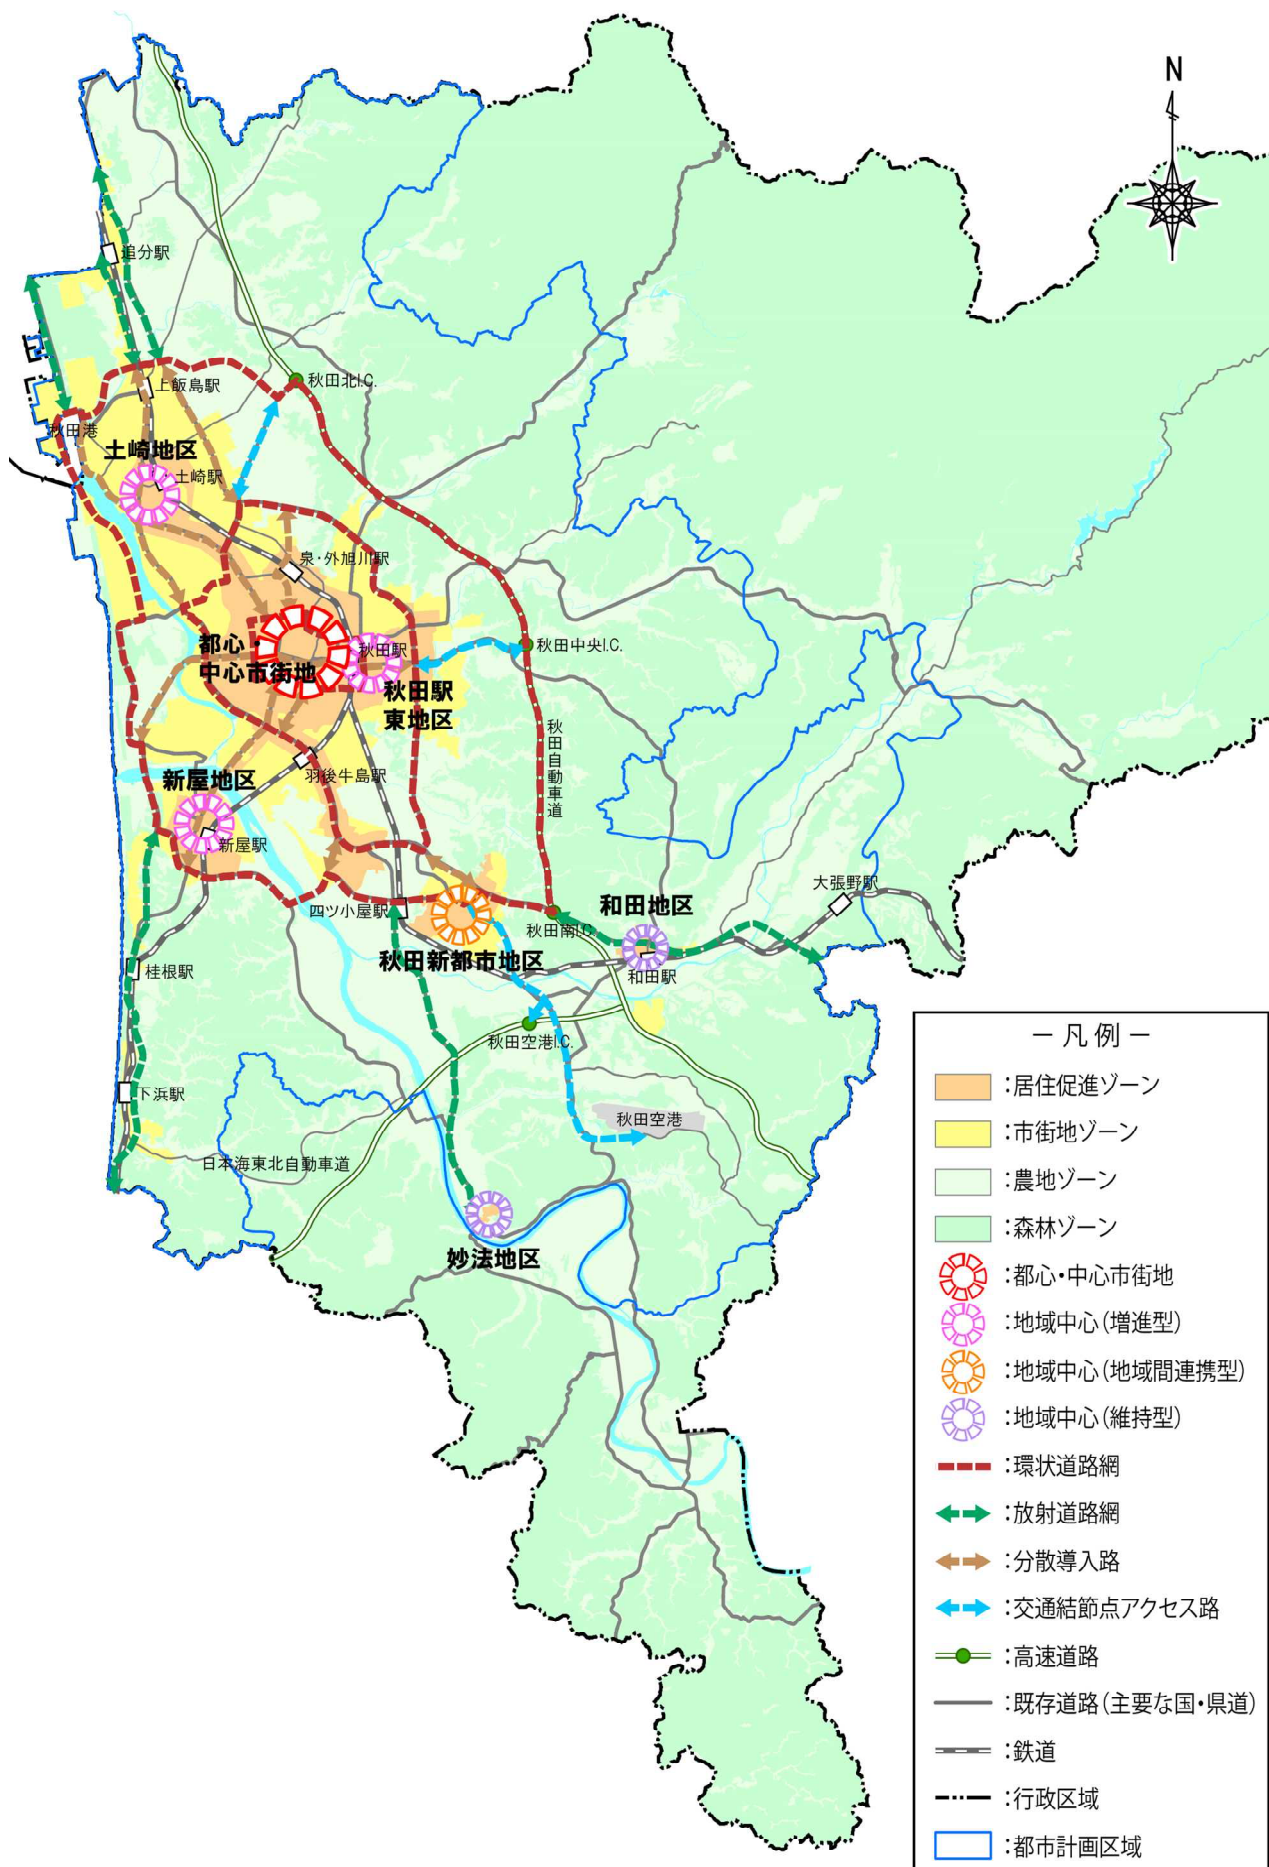 N
追分駅
上飯島駅
秋田北I.C.
秋田港
土崎地区
土崎駅
泉・外旭川駅
都心・
中心市街地
秋田駅
秋田中央I.C.
秋田駅
東地区
秋田自動車道
羽後牛島駅
新屋地区
新屋駅
四ツ小屋駅
秋田南I.C.
和田地区
大張野駅
秋田新都市地区
和田駅
桂根駅
秋田空港I.C.
下浜駅
秋田空港
日本海東北自動車道
妙法地区
－凡例－
:居住促進ゾーン
:市街地ゾーン
:農地ゾーン
:森林ゾーン
:都心・中心市街地
:地域中心(増進型)
:地域中心(地域間連携型)
:地域中心(維持型)
:環状道路網
:放射道路網
:分散導入路
:交通結節点アクセス路
:高速道路
:既存道路(主要な国・県道)
:鉄道
:行政区域
:都市計画区域